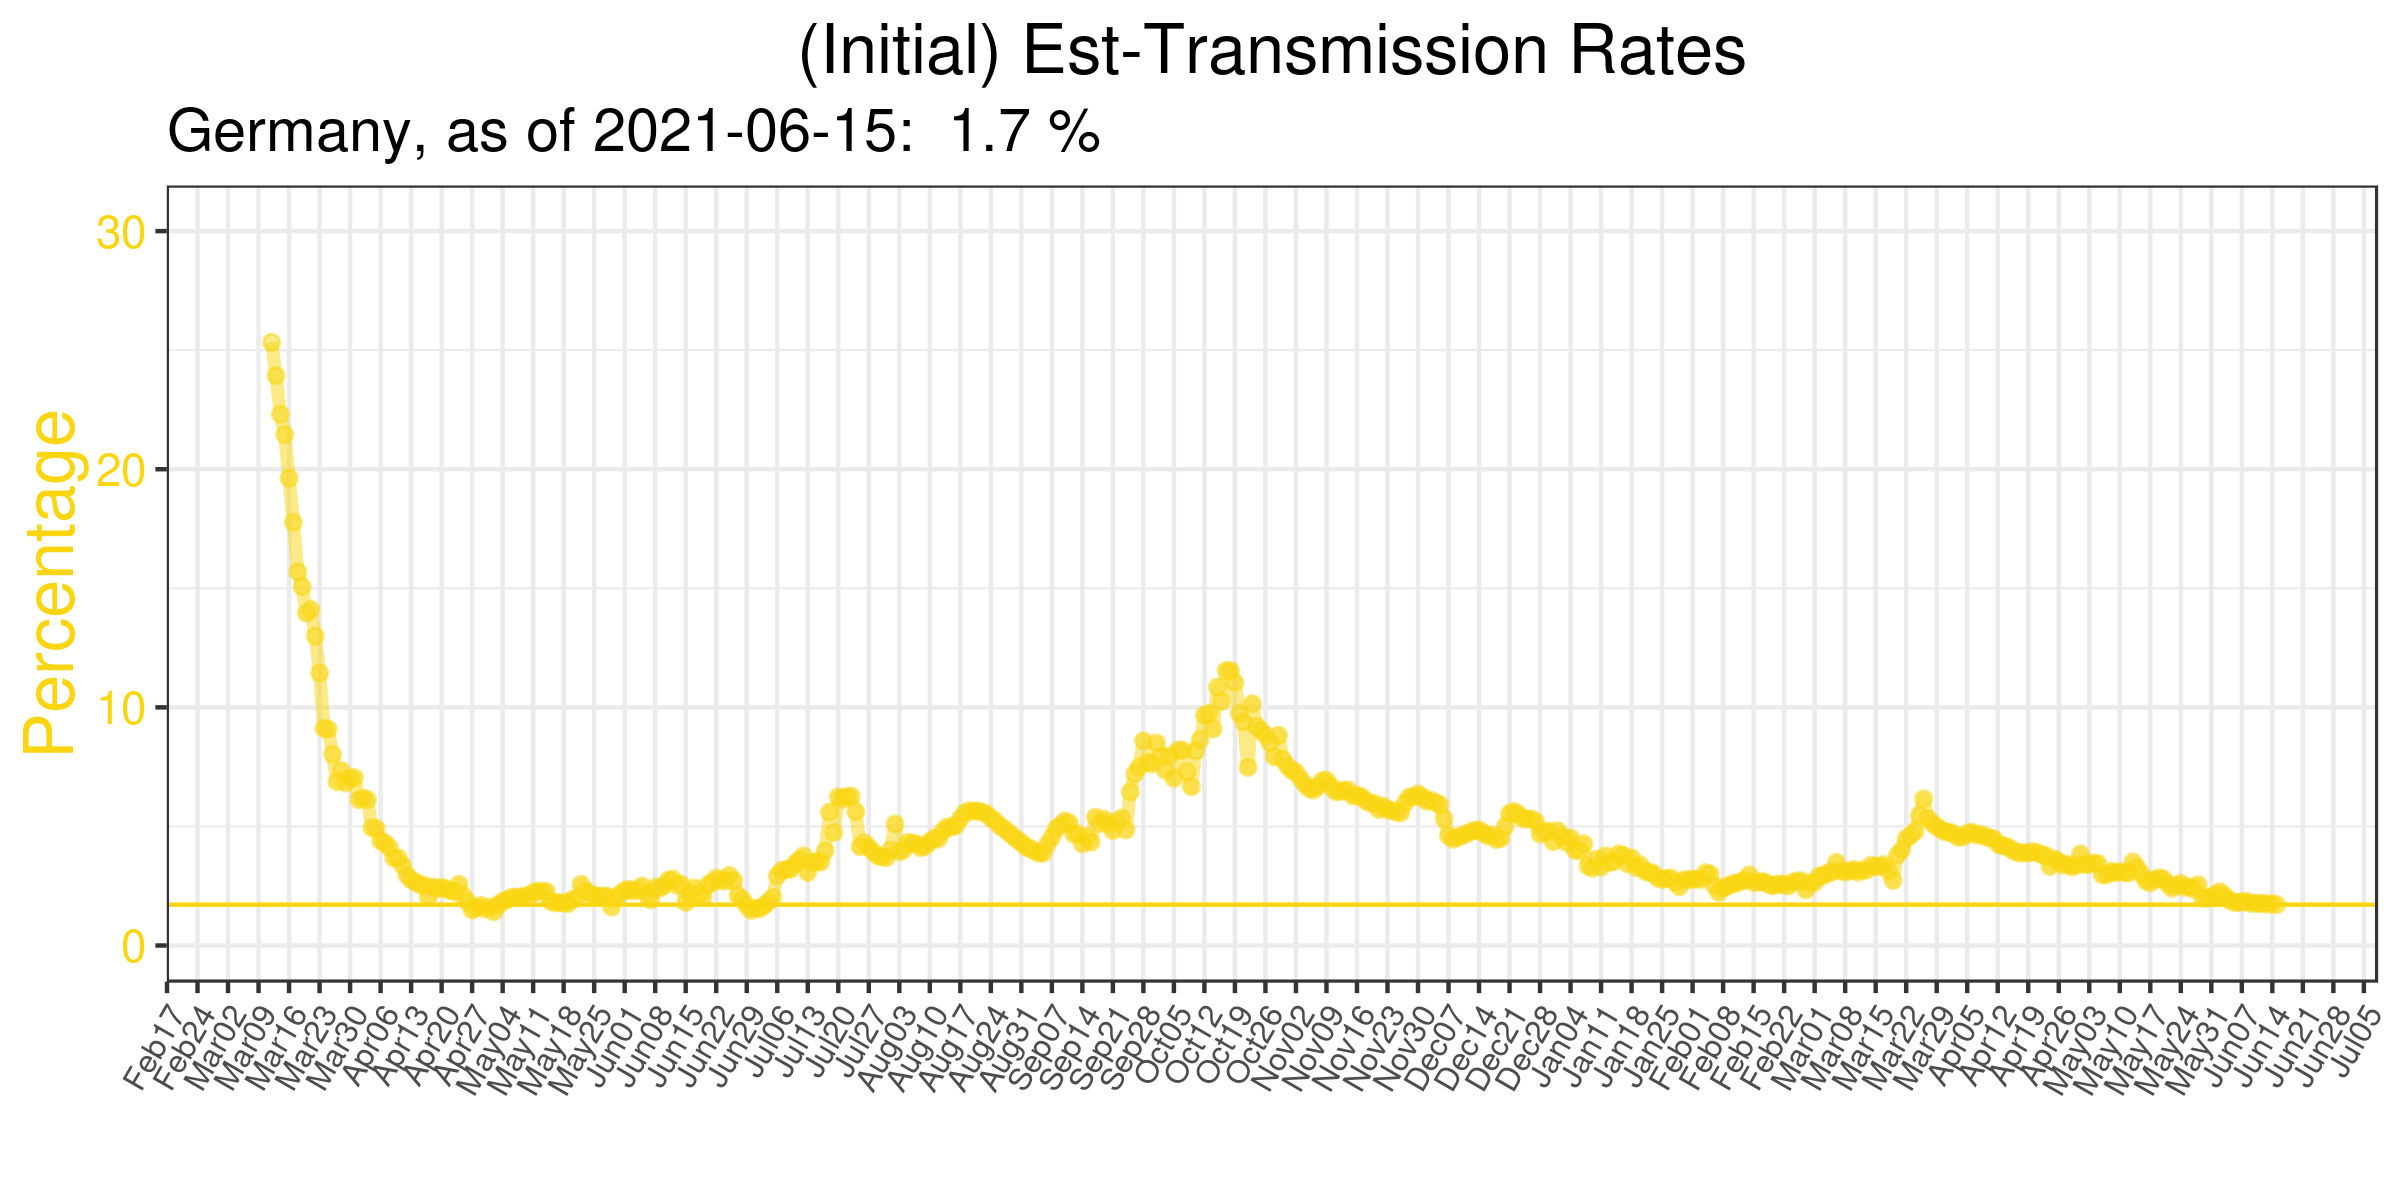 (Initial) Est-Transmission Rates
Germany, as of 2021-06-15:  1.7 %
Percentage
30
20
10
0
Feb17
Feb24
Mar02
Mar09
Mar16
Mar23
Mar30
Apr06
Apr13
Apr20
Apr27
May04
May11
May18
May25
Jun01
Jun08
Jun15
Jun22
Jun29
Jul06
Jul13
Jul20
Jul27
Aug03
Aug10
Aug17
Aug24
Aug31
Sep07
Sep14
Sep21
Sep28
Oct05
Oct12
Oct19
Oct26
Nov02
Nov09
Nov16
Nov23
Nov30
Dec07
Dec14
Dec21
Dec28
Jan04
Jan11
Jan18
Jan25
Feb01
Feb08
Feb15
Feb22
Mar01
Mar08
Mar15
Mar22
Mar29
Apr05
Apr12
Apr19
Apr26
May03
May10
May17
May24
May31
Jun07
Jun14
Jun21
Jun28
Jul05